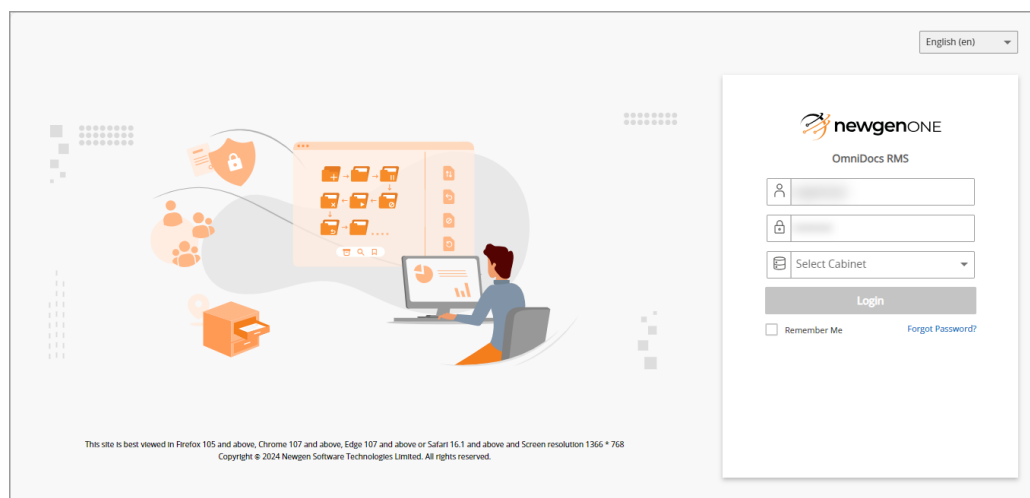 English (en)
newgenONE
OmniDocs RMS
Select Cabinet
Login
Remember Me
Forgot Password?
This site is best viewed in Firefox 105 and above, Chrome 107 and above, Edge 107 and above or Safari 16.1 and above and Screen resolution 1366 * 768
Copyright © 2024 Newgen Software Technologies Limited. All rights reserved.